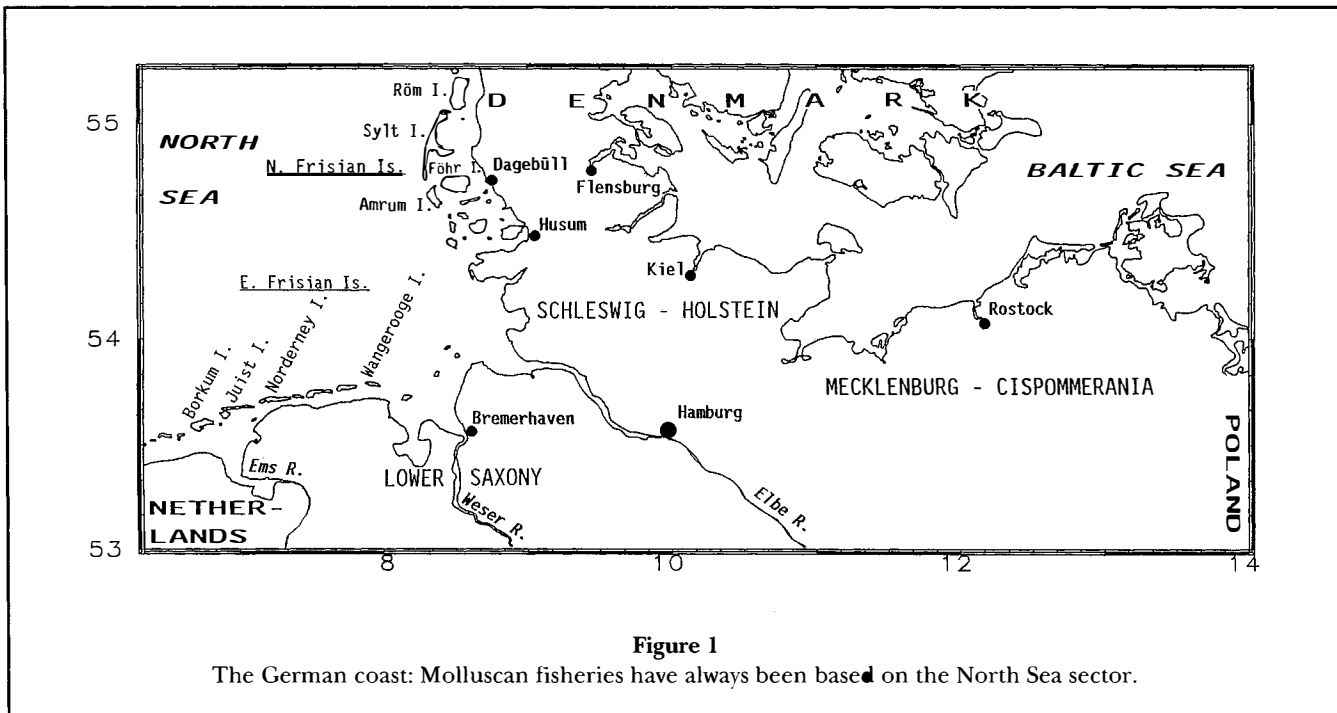 Röm I.
D E N M A R K
55
NORTH
SEA
Sylt I.
N. Frisian Is.
Föhr I.
Dagebüll
Flensburg
BALTIC SEA
Amrum I.
Husum
Kiel
E. Frisian Is.
SCHLESWIG - HOLSTEIN
Rostock
54
Borkum I.
Juist I.
Norderney I.
Wangerooge I.
MECKLENBURG - CISPOMMERANIA
Bremerhaven
Hamburg
POLAND
Ems R.
LOWER SAXONY
Weser R.
Elbe R.
NETHER-
LANDS
53
8
10
12
14
Figure 1
The German coast: Molluscan fisheries have always been based on the North Sea sector.